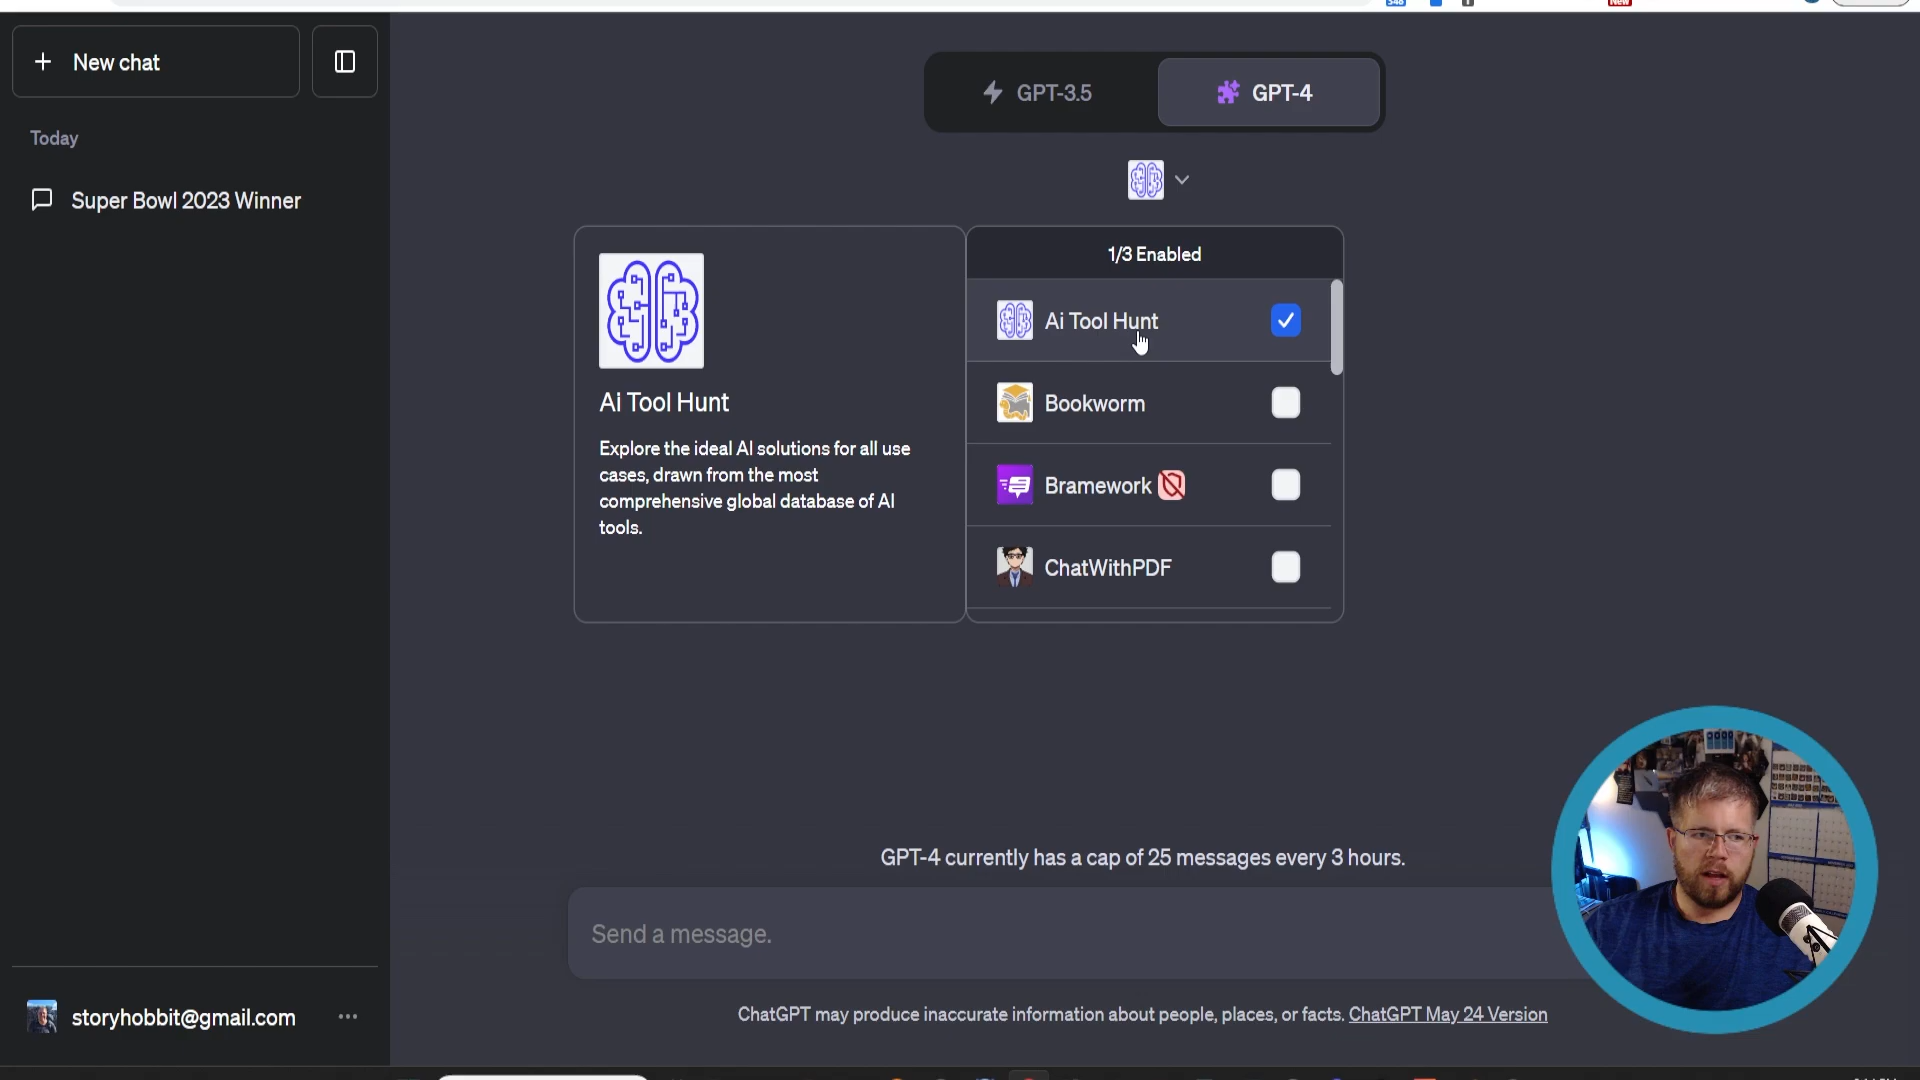 New chat
Today
Super Bowl 2023 Winner
storyhobbit@gmail.com
GPT-3.5
GPT-4
1/3 Enabled
Ai Tool Hunt
Explore the ideal AI solutions for all use
cases, drawn from the most
comprehensive global database of AI
tools.
Ai Tool Hunt
Bookworm
Bramework
ChatWithPDF
GPT-4 currently has a cap of 25 messages every 3 hours.
Send a message.
ChatGPT may produce inaccurate information about people, places, or facts. ChatGPT May 24 Version